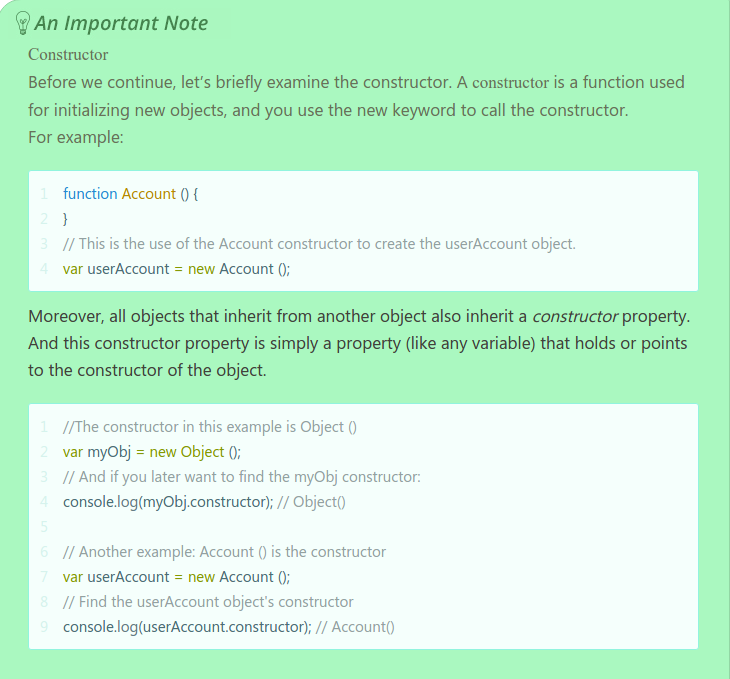 An Important Note
Constructor
Before we continue, let’s briefly examine the constructor. A constructor is a function used
for initializing new objects, and you use the new keyword to call the constructor.
For example:
1 function Account () {
2 }
3 // This is the use of the Account constructor to create the userAccount object.
4 var userAccount = new Account ();
Moreover, all objects that inherit from another object also inherit a constructor property.
And this constructor property is simply a property (like any variable) that holds or points
to the constructor of the object.
1 //The constructor in this example is Object ()
2 var myObj = new Object ();
3 // And if you later want to find the myObj constructor:
4 console.log(myObj.constructor); // Object()
5
6 // Another example: Account () is the constructor
7 var userAccount = new Account ();
8 // Find the userAccount object's constructor
9 console.log(userAccount.constructor); // Account()